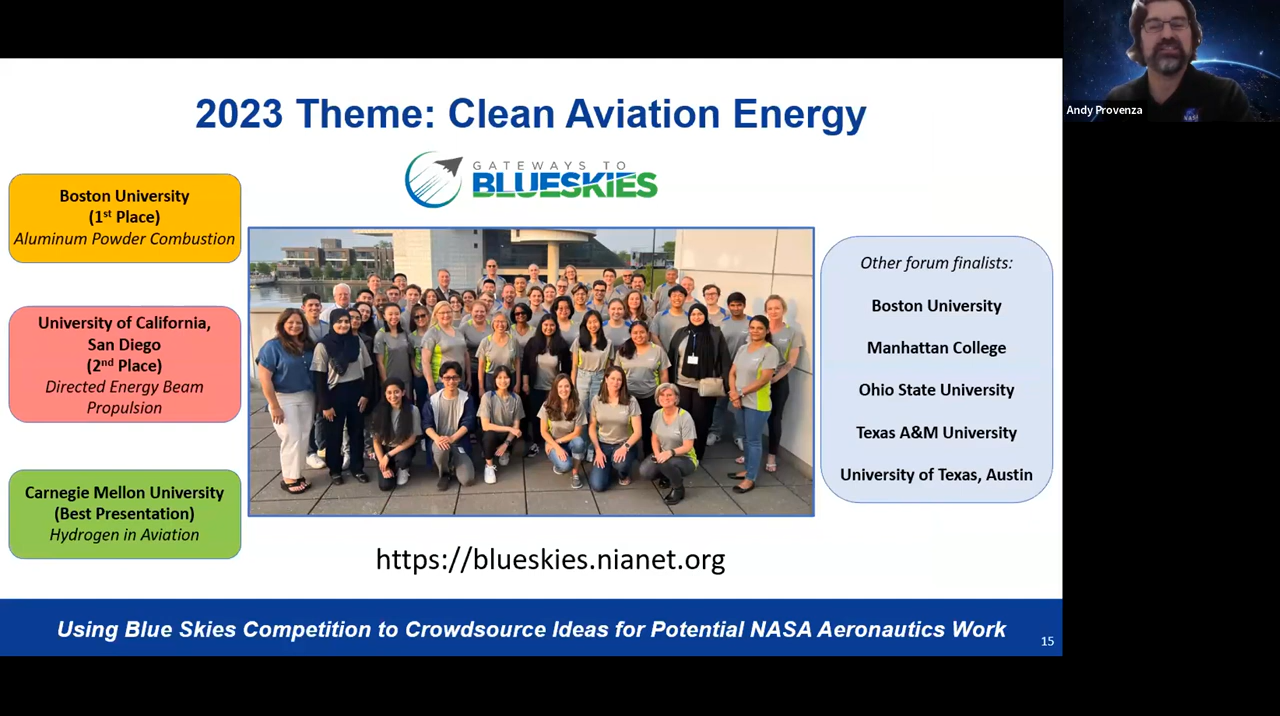 2023 Theme: Clean Aviation Energy
GATEWAYS TO
BLUESKIES
Boston University
(1st Place)
Aluminum Powder Combustion
University of California,
San Diego
(2nd Place)
Directed Energy Beam
Propulsion
Carnegie Mellon University
(Best Presentation)
Hydrogen in Aviation
Other forum finalists:
Boston University
Manhattan College
Ohio State University
Texas A&M University
University of Texas, Austin
https://blueskies.nianet.org
Using Blue Skies Competition to Crowdsource Ideas for Potential NASA Aeronautics Work
15
Andy Provenza
NASA